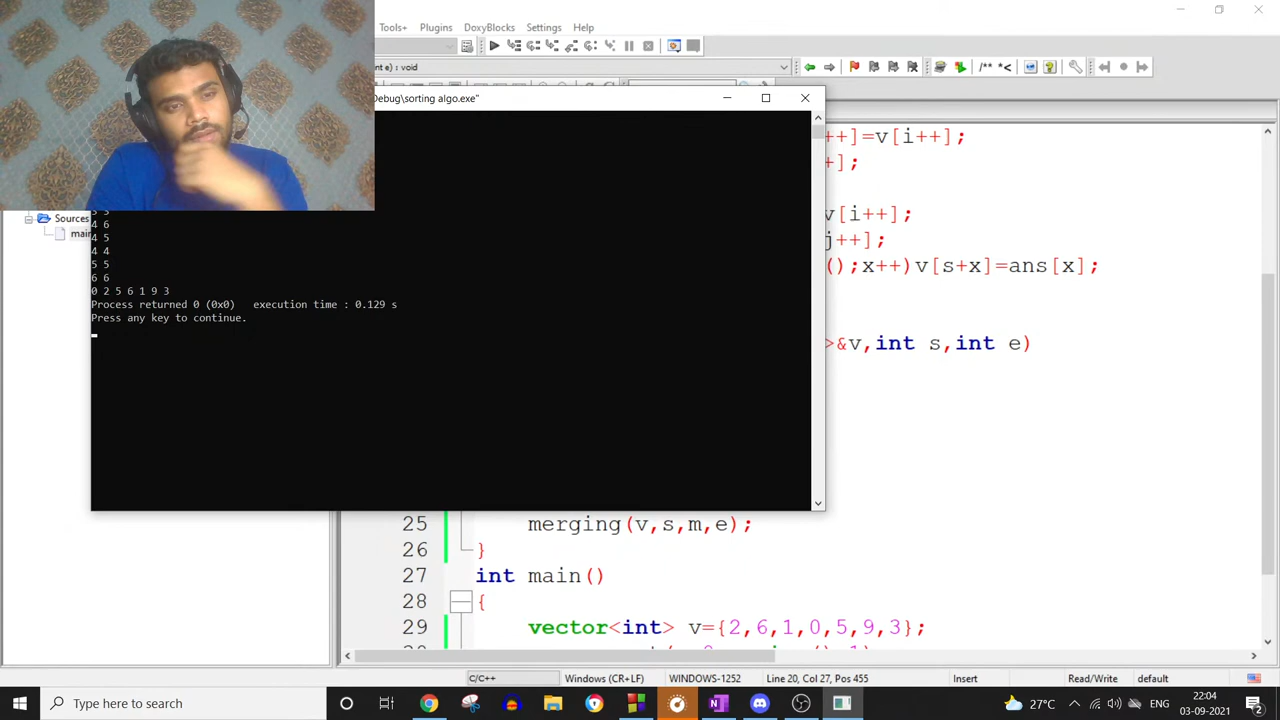 Tools+ Plugins DoxyBlocks Settings Help
t e) : void
Debug\sorting algo.exe"
++]=v[i++];
+];
v[i++];
j++];
();x++)v[s+x]=ans[x];
>&v,int s,int e)
Sources
main
4 6
4 5
4 4
5 5
6 6
0 2 5 6 1 9 3
Process returned 0 (0x0) execution time : 0.129 s
Press any key to continue.
25 merging(v,s,m,e);
26 }
27 int main()
28 {
29 vector<int> v={2,6,1,0,5,9,3};
C/C++ Windows (CR+LF) WINDOWS-1252 Line 20, Col 27, Pos 455 Insert Read/Write default
Type here to search
27°C ENG 22:04
03-09-2021 2